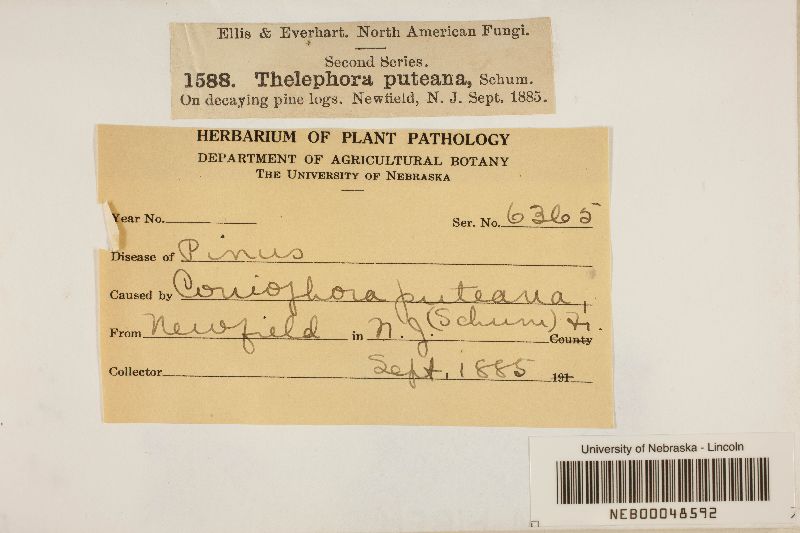 Ellis & Everhart. North American Fungi.
Second Series.
1588. Thelephora puteana, Schum.
On decaying pine logs. Newfield, N. J. Sept. 1885.
HERBARIUM OF PLANT PATHOLOGY
DEPARTMENT OF AGRICULTURAL BOTANY
THE UNIVERSITY OF NEBRASKA
Year No. Ser. No. 6365
Disease of Pinus
Caused by Coniophora puteana,
(Schum) Fr.
From Newfield in N. J. County
Collector Sept. 1885 191
University of Nebraska - Lincoln
NEB00048592